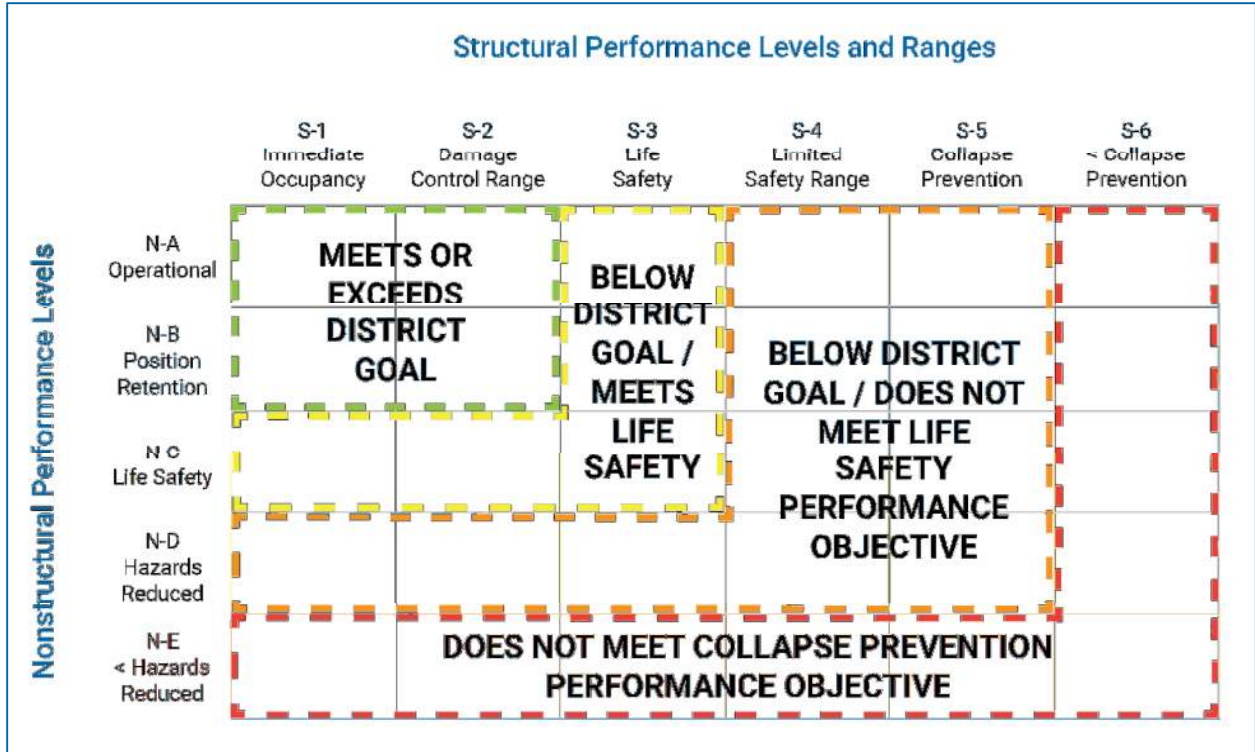 Structural Performance Levels and Ranges
S-1
Immediate
Occupancy
S-2
Damage
Control Range
S-3
Life
Safety
S-4
Limited
Safety Range
S-5
Collapse
Prevention
S-6
< Collapse
Prevention
Nonstructural Performance Levels
N-A
Operational
N-B
Position
Retention
N-C
Life Safety
N-D
Hazards
Reduced
N-E
< Hazards
Reduced
MEETS OR
EXCEEDS
DISTRICT
GOAL
BELOW
DISTRICT
GOAL /
MEETS
LIFE
SAFETY
BELOW DISTRICT
GOAL / DOES NOT
MEET LIFE
SAFETY
PERFORMANCE
OBJECTIVE
DOES NOT MEET COLLAPSE PREVENTION
PERFORMANCE OBJECTIVE